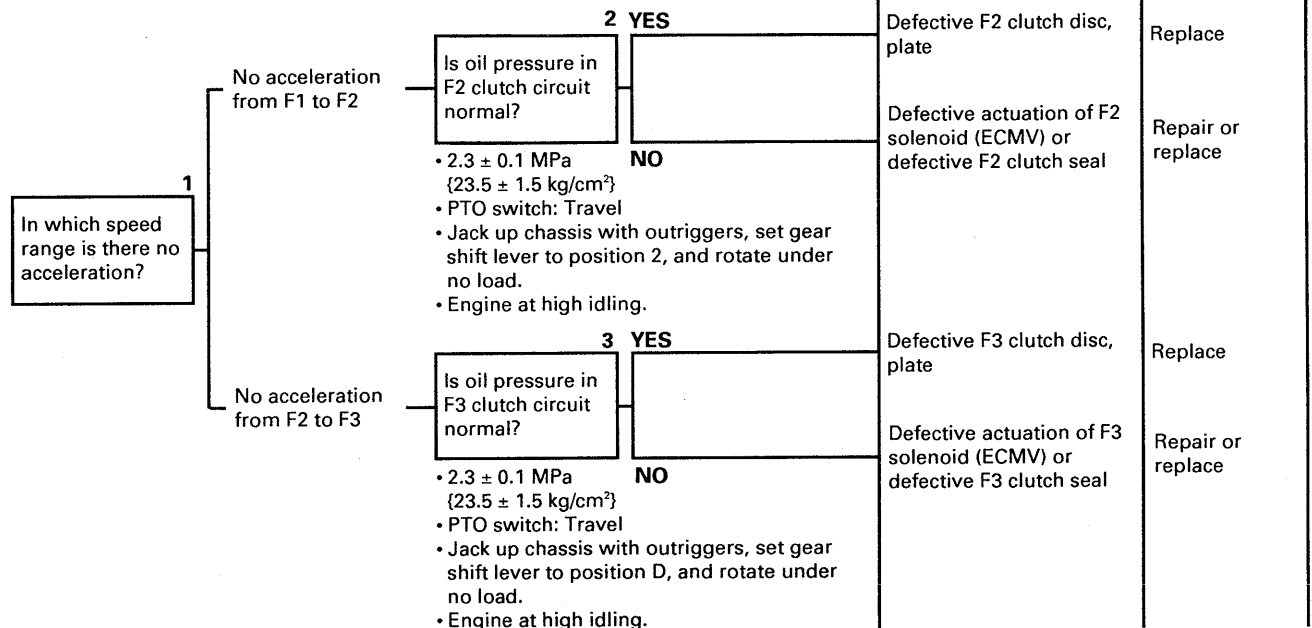 1
In which speed
range is there no
acceleration?
No acceleration
from F1 to F2
2 YES
Is oil pressure in
F2 clutch circuit
normal?
NO
• 2.3 ± 0.1 MPa
{23.5 ± 1.5 kg/cm²}
• PTO switch: Travel
• Jack up chassis with outriggers, set gear
shift lever to position 2, and rotate under
no load.
• Engine at high idling.
Defective F2 clutch disc,
plate
Replace
Defective actuation of F2
solenoid (ECMV) or
defective F2 clutch seal
Repair or
replace
No acceleration
from F2 to F3
3 YES
Is oil pressure in
F3 clutch circuit
normal?
NO
• 2.3 ± 0.1 MPa
{23.5 ± 1.5 kg/cm²}
• PTO switch: Travel
• Jack up chassis with outriggers, set gear
shift lever to position D, and rotate under
no load.
• Engine at high idling.
Defective F3 clutch disc,
plate
Replace
Defective actuation of F3
solenoid (ECMV) or
defective F3 clutch seal
Repair or
replace